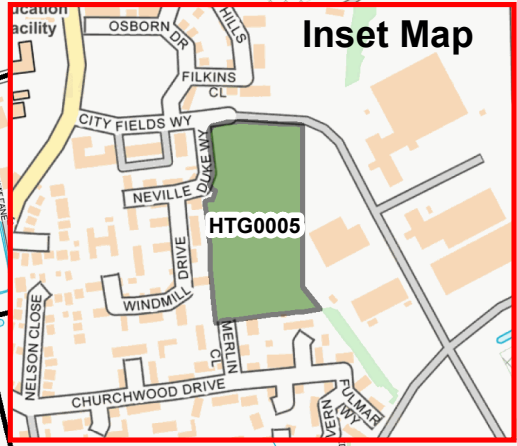 ucation
acility
OSBORN DR
HILLS
Inset Map
FILKINS
CL
CITY FIELDS WY
DUKE WY
NEVILLE
HTG0005
DRIVE
WINDMILL
NELSON CLOSE
MERLIN
CL
CHURCHWOOD DRIVE
FULMAR
WY
VERN